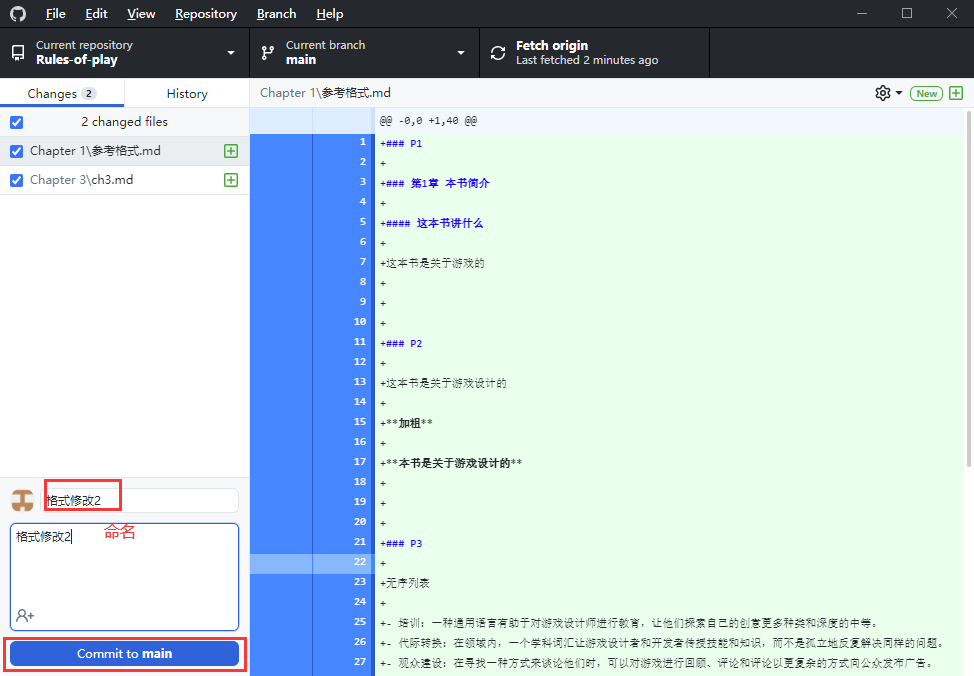 File Edit View Repository Branch Help
Current repository
Rules-of-play
Current branch
main
Fetch origin
Last fetched 2 minutes ago
Changes 2 History
2 changed files
Chapter 1\参考格式.md
Chapter 3\ch3.md
格式修改2
命名
格式修改2
Commit to main
Chapter 1\参考格式.md New
@@ -0,0 +1,40 @@
1 +### P1
2 +
3 +### 第1章 本书简介
4 +
5 +#### 这本书讲什么
6 +
7 +这本书是关于游戏的
8 +
9 +
10 +
11 +### P2
12 +
13 +这本书是关于游戏设计的
14 +
15 +**加粗**
16 +
17 +**本书是关于游戏设计的**
18 +
19 +
20 +
21 +### P3
22 +
23 +无序列表
24 +
25 +- 培训：一种通用语言有助于对游戏设计师进行教育，让他们探索自己的创意更多种类和深度的中等。
26 +- 代际转换：在领域内，一个学科词汇让游戏设计者和开发者传授技能和知识，而不是孤立地反复解决同样的问题。
27 +- 观众建设：在寻找一种方式来谈论他们时，可以对游戏进行回顾、评论和评论以更复杂的方式向公众发布广告。